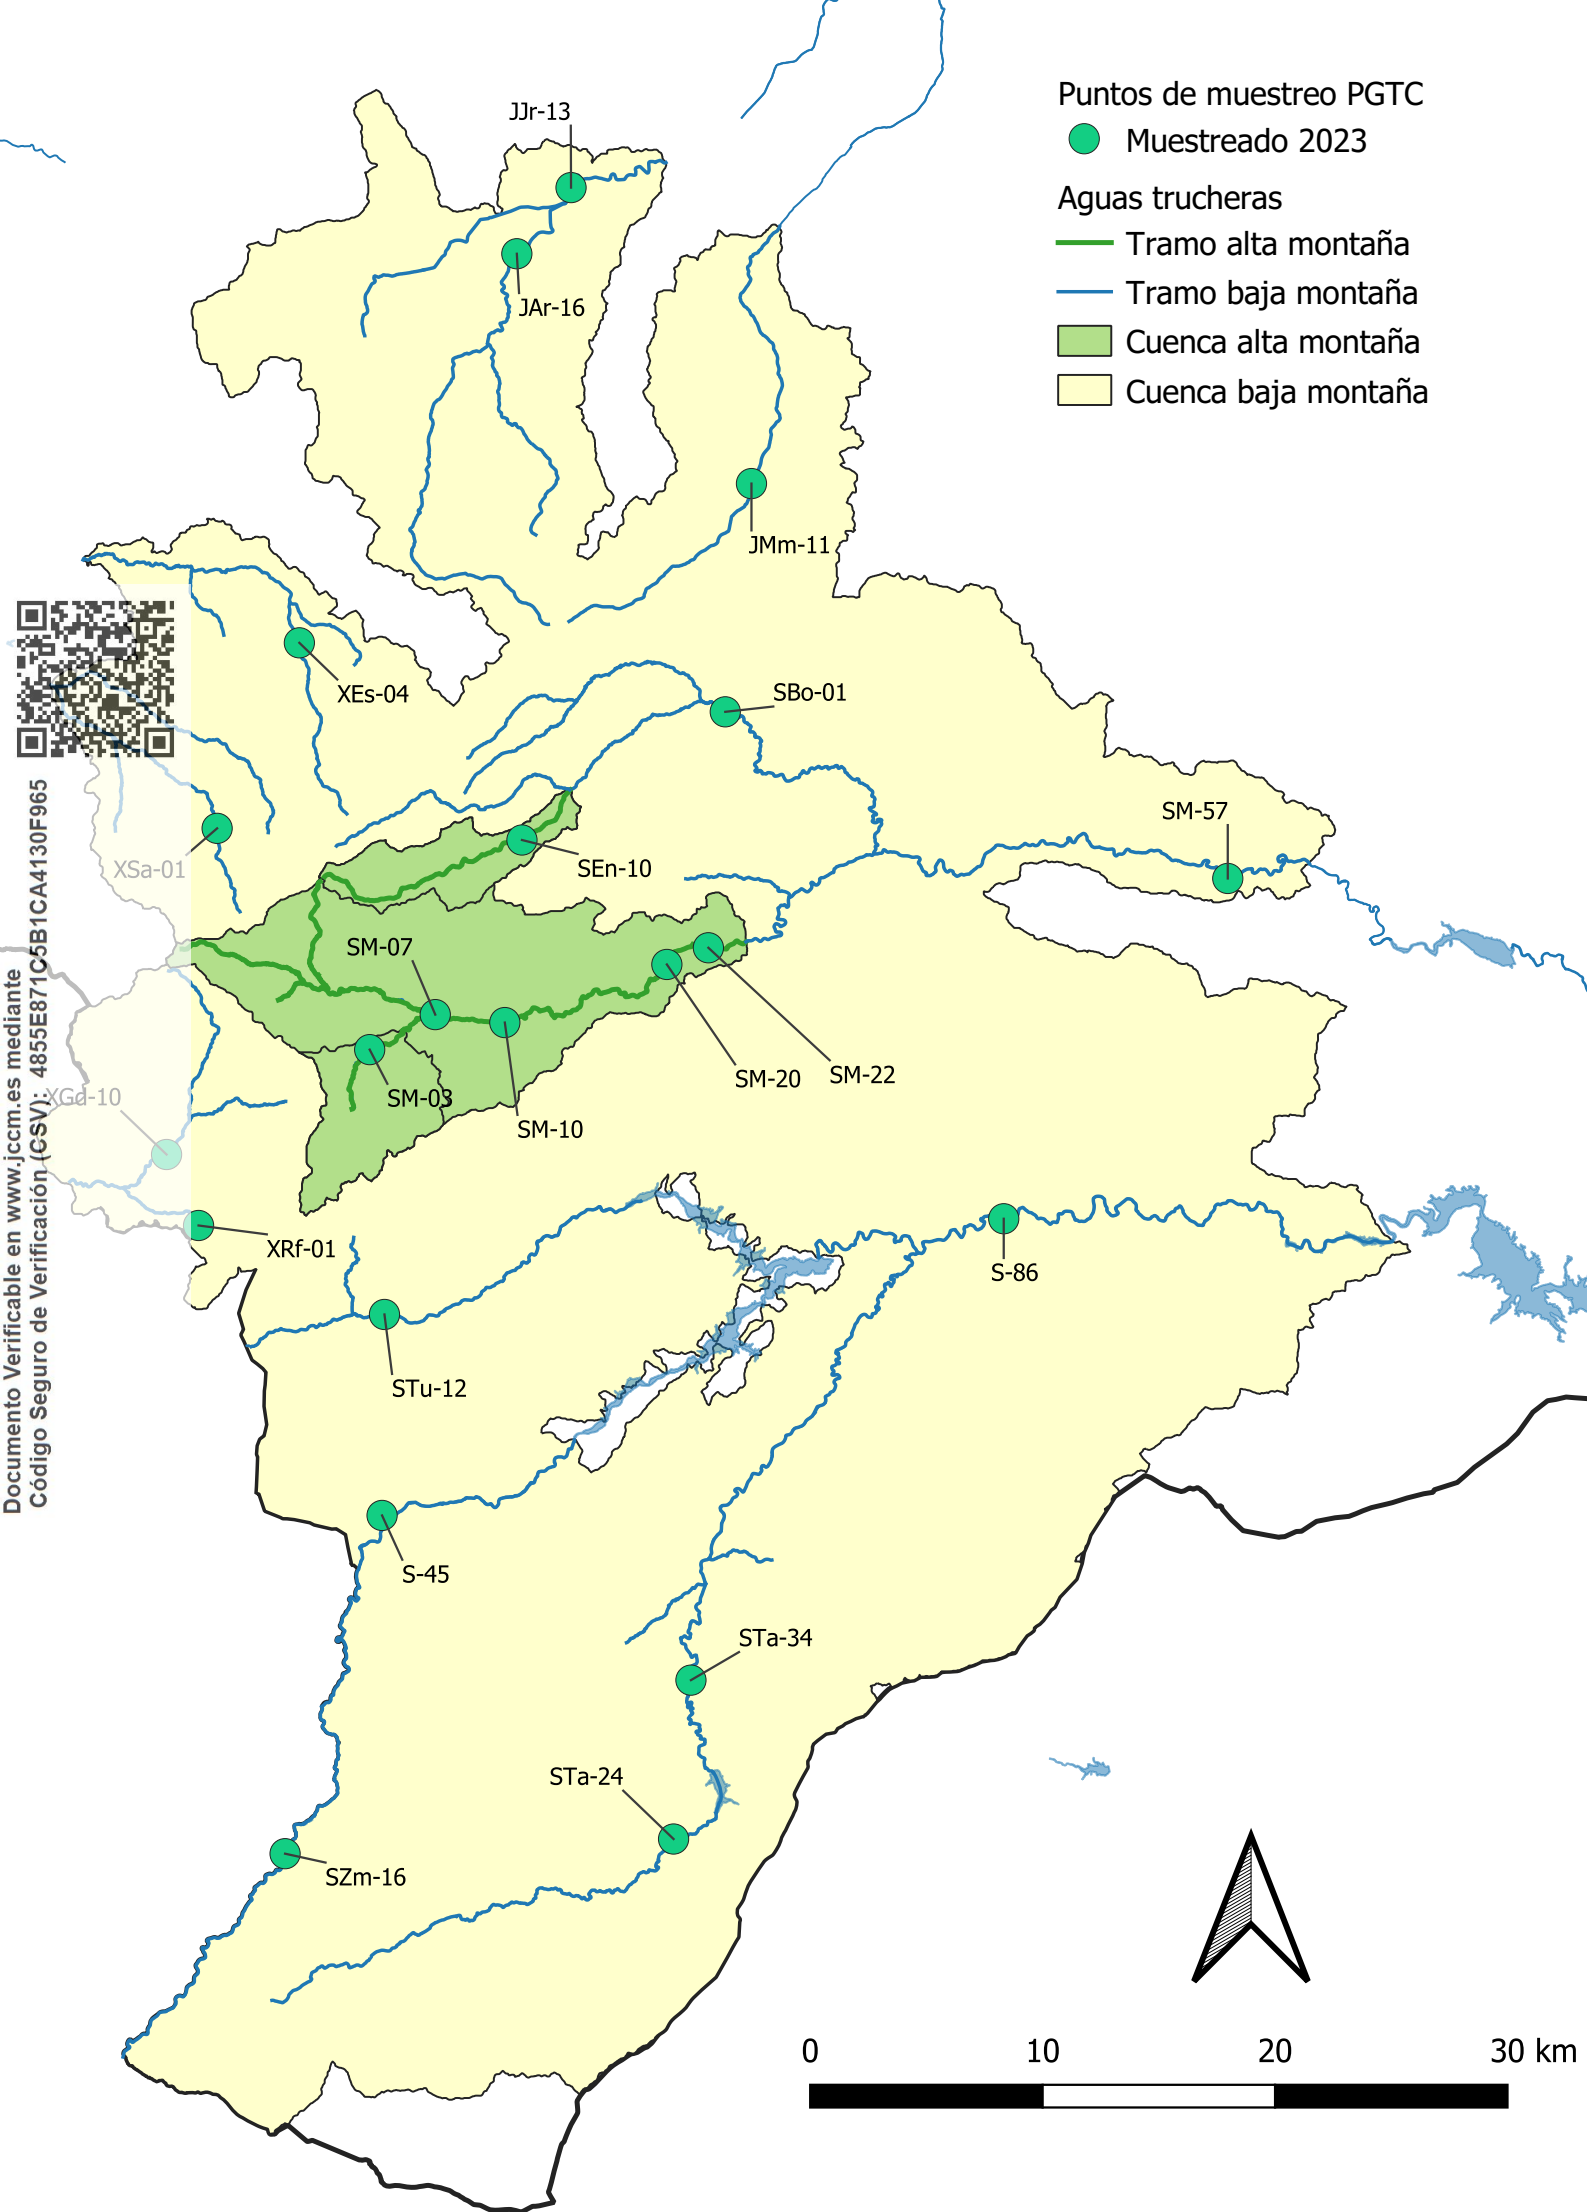 Puntos de muestreo PGTC
Muestreado 2023
Aguas trucheras
Tramo alta montaña
Tramo baja montaña
Cuenca alta montaña
Cuenca baja montaña
JJr-13
JAr-16
JMm-11
XEs-04
SBo-01
SM-57
XSa-01
SEn-10
SM-07
SM-03
SM-10
SM-20
SM-22
XGd-10
XRf-01
S-86
STu-12
S-45
STa-34
STa-24
SZm-16
0 10 20 30 km
Documento Verificable en www.jccm.es mediante
Código Seguro de Verificación (CSV): 4855E871C5B1CA4130F965